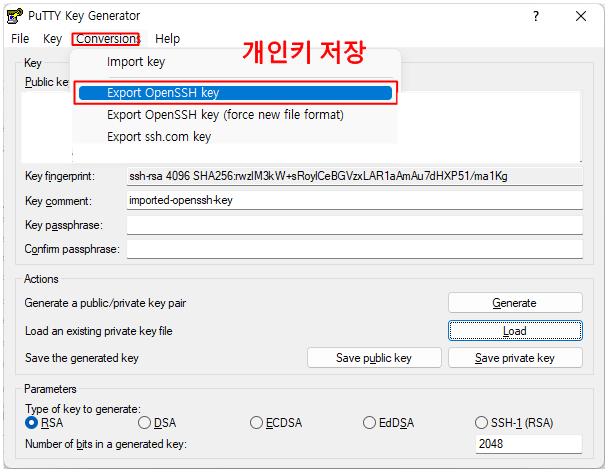 PuTTY Key Generator
File Key Conversions Help
개인키 저장
Import key
Key
Public key
Export OpenSSH key
Export OpenSSH key (force new file format)
Export ssh.com key
Key fingerprint: ssh-rsa 4096 SHA256:rwzIM3kW+sRoyICeBGVzxLAR1aAmAu7dHXP51/ma1Kg
Key comment: imported-openssh-key
Key passphrase:
Confirm passphrase:
Actions
Generate a public/private key pair Generate
Load an existing private key file Load
Save the generated key Save public key Save private key
Parameters
Type of key to generate:
RSA DSA ECDSA EdDSA SSH-1 (RSA)
Number of bits in a generated key: 2048